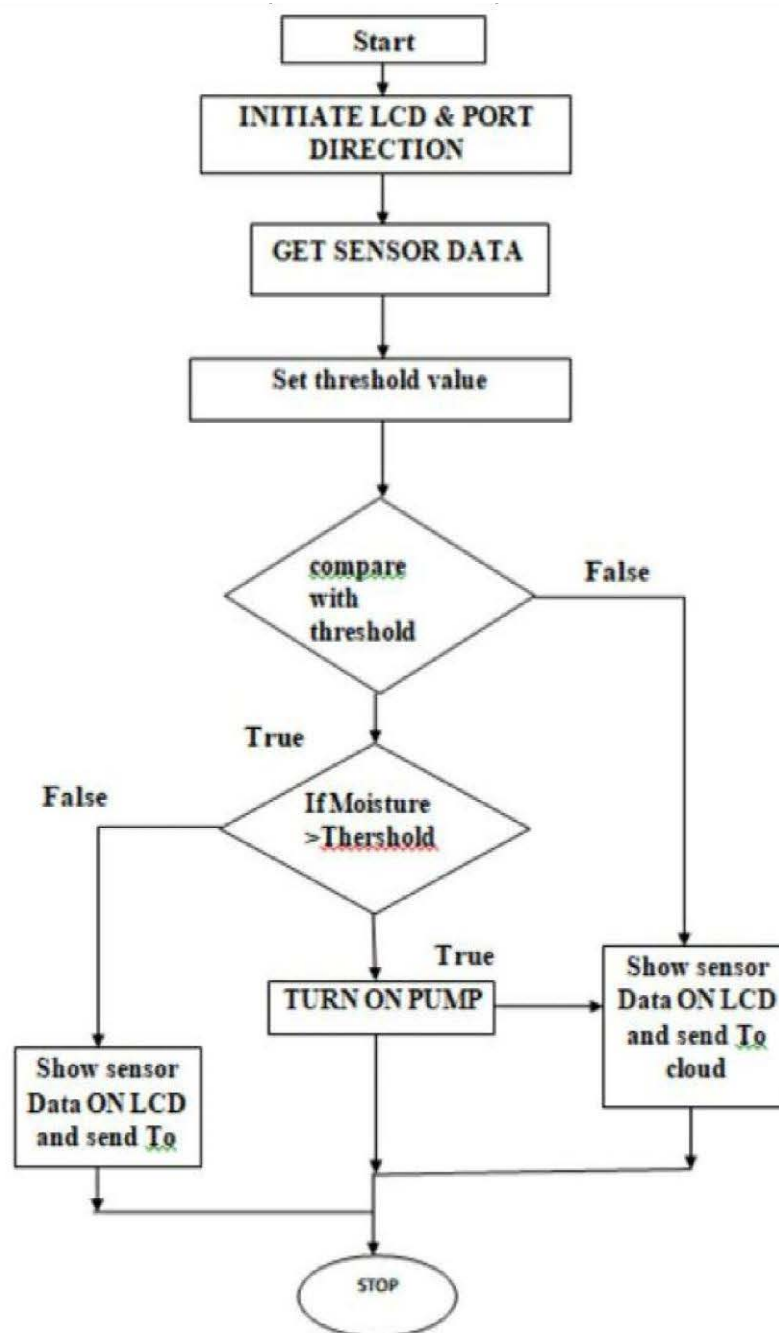 Start
INITIATE LCD & PORT
DIRECTION
GET SENSOR DATA
Set threshold value
compare
with
threshold
False
True
False
If Moisture
>Thershold
True
TURN ON PUMP
Show sensor
Data ON LCD
and send To
cloud
Show sensor
Data ON LCD
and send To
STOP